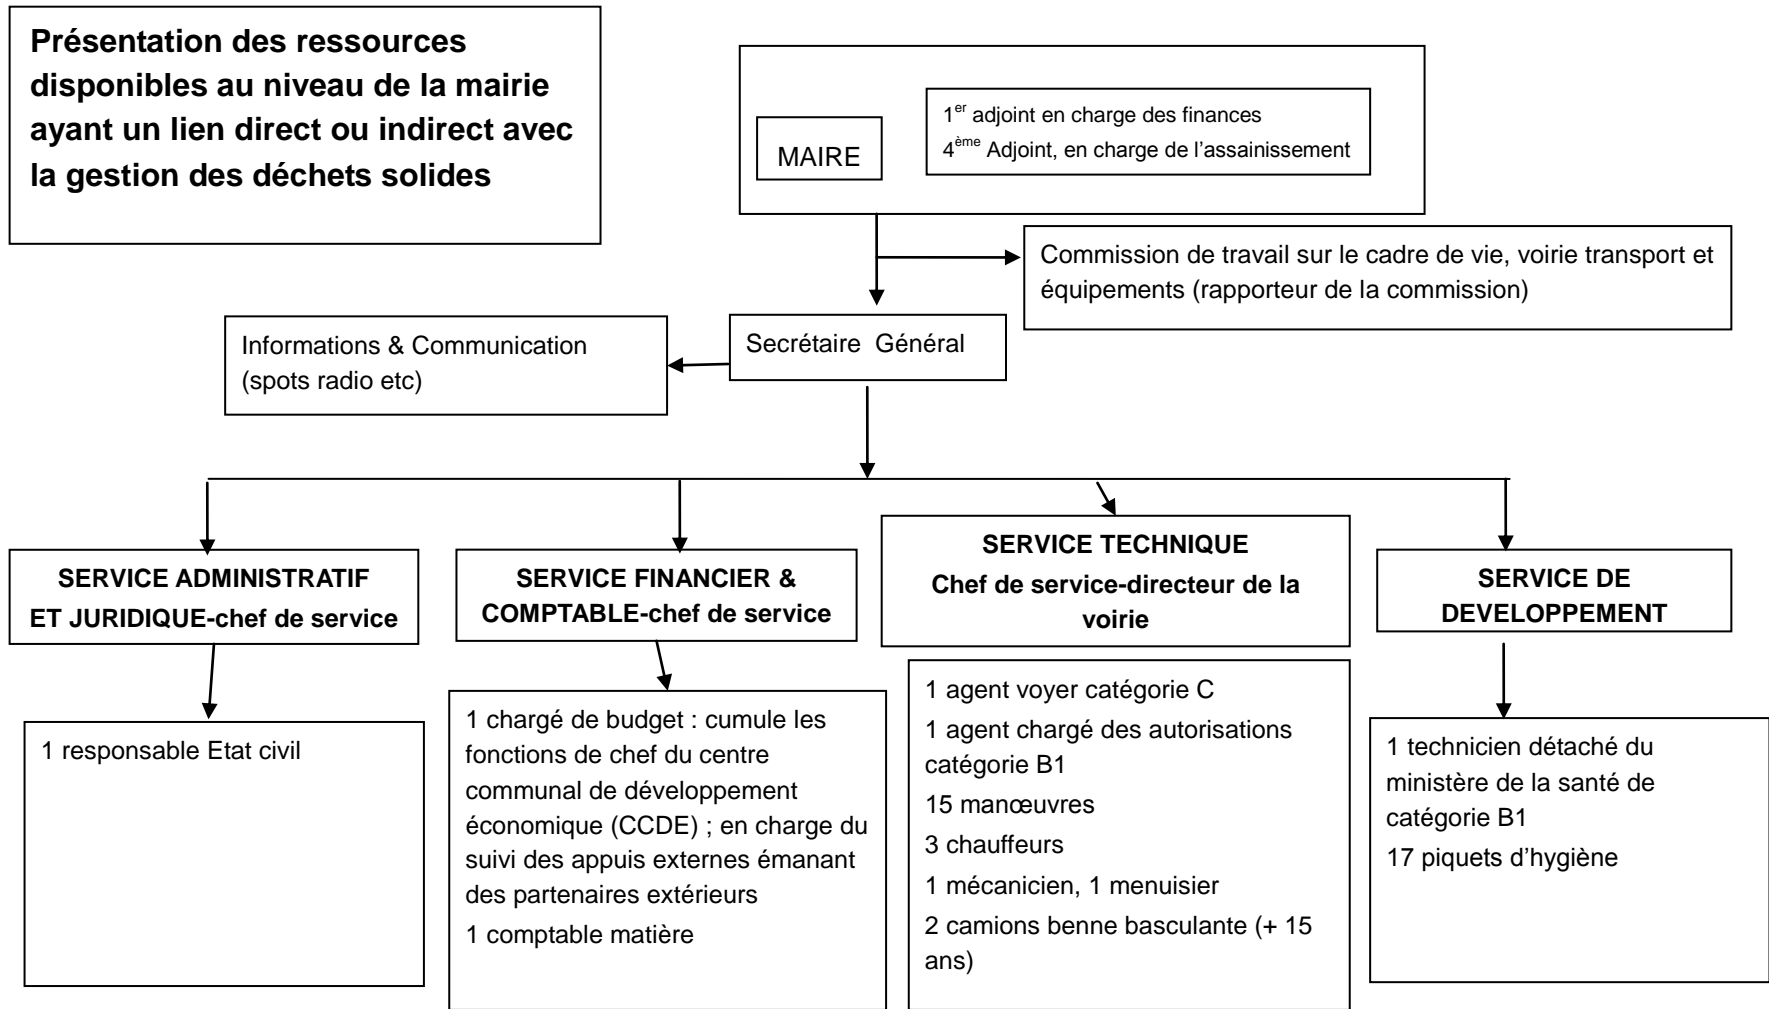 Présentation des ressources
disponibles au niveau de la mairie
ayant un lien direct ou indirect avec
la gestion des déchets solides
MAIRE
1er adjoint en charge des finances
4ème Adjoint, en charge de l’assainissement
Commission de travail sur le cadre de vie, voirie transport et
équipements (rapporteur de la commission)
Informations & Communication
(spots radio etc)
Secrétaire Général
SERVICE ADMINISTRATIF
ET JURIDIQUE-chef de service
SERVICE FINANCIER &
COMPTABLE-chef de service
SERVICE TECHNIQUE
Chef de service-directeur de la
voirie
SERVICE DE
DEVELOPPEMENT
1 responsable Etat civil
1 chargé de budget : cumule les
fonctions de chef du centre
communal de développement
économique (CCDE) ; en charge du
suivi des appuis externes émanant
des partenaires extérieurs
1 comptable matière
1 agent voyer catégorie C
1 agent chargé des autorisations
catégorie B1
15 manœuvres
3 chauffeurs
1 mécanicien, 1 menuisier
2 camions benne basculante (+ 15
ans)
1 technicien détaché du
ministère de la santé de
catégorie B1
17 piquets d’hygiène